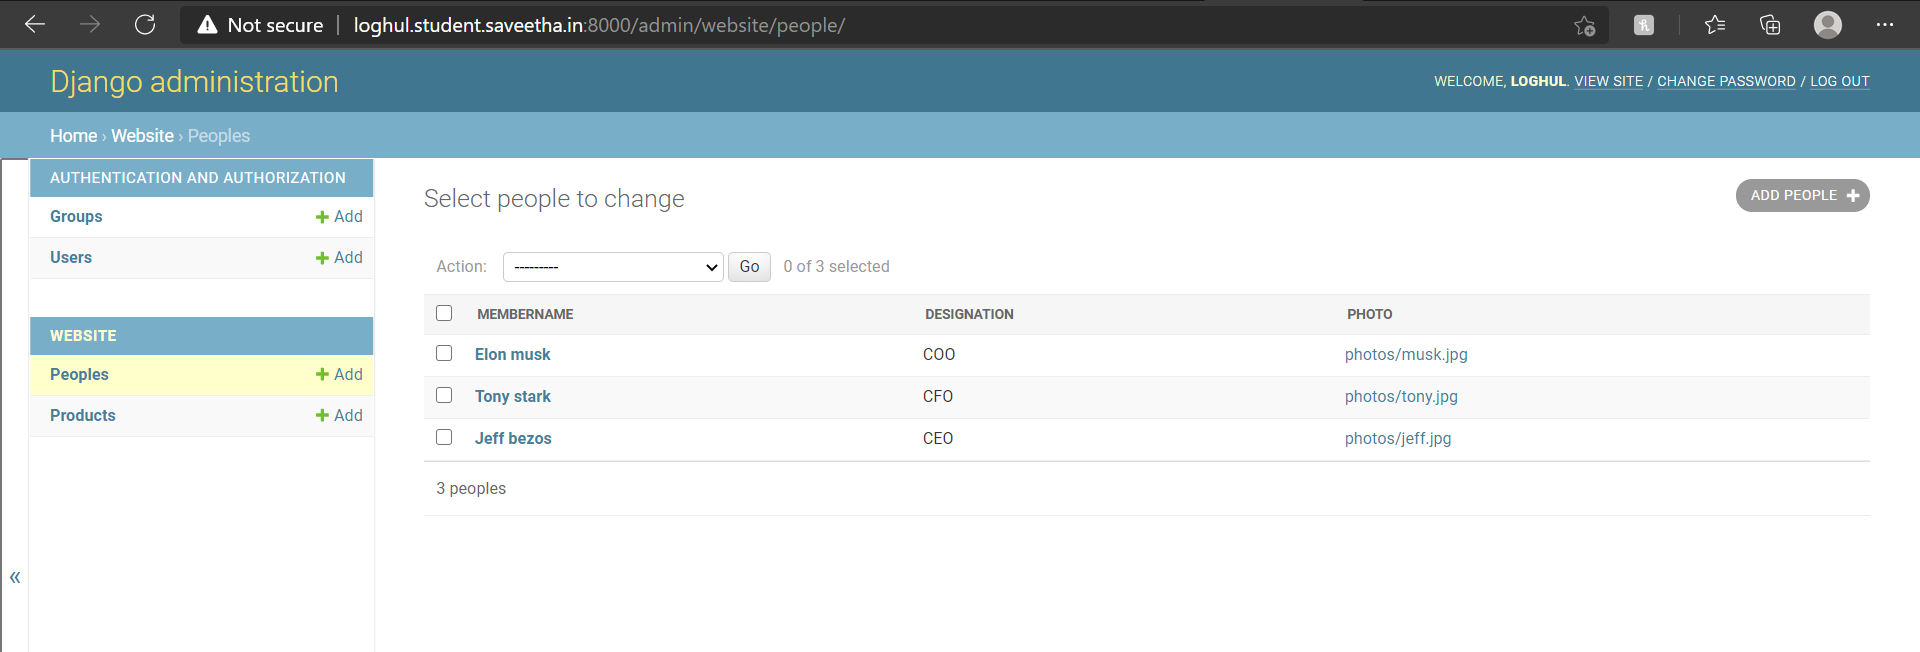 Not secure | loghul.student.saveetha.in:8000/admin/website/people/
Django administration
WELCOME, LOGHUL. VIEW SITE / CHANGE PASSWORD / LOG OUT
Home › Website › Peoples
AUTHENTICATION AND AUTHORIZATION
Groups + Add
Users + Add
WEBSITE
Peoples + Add
Products + Add
«
Select people to change
ADD PEOPLE +
Action: --------- Go 0 of 3 selected
MEMBERNAME DESIGNATION PHOTO
Elon musk COO photos/musk.jpg
Tony stark CFO photos/tony.jpg
Jeff bezos CEO photos/jeff.jpg
3 peoples